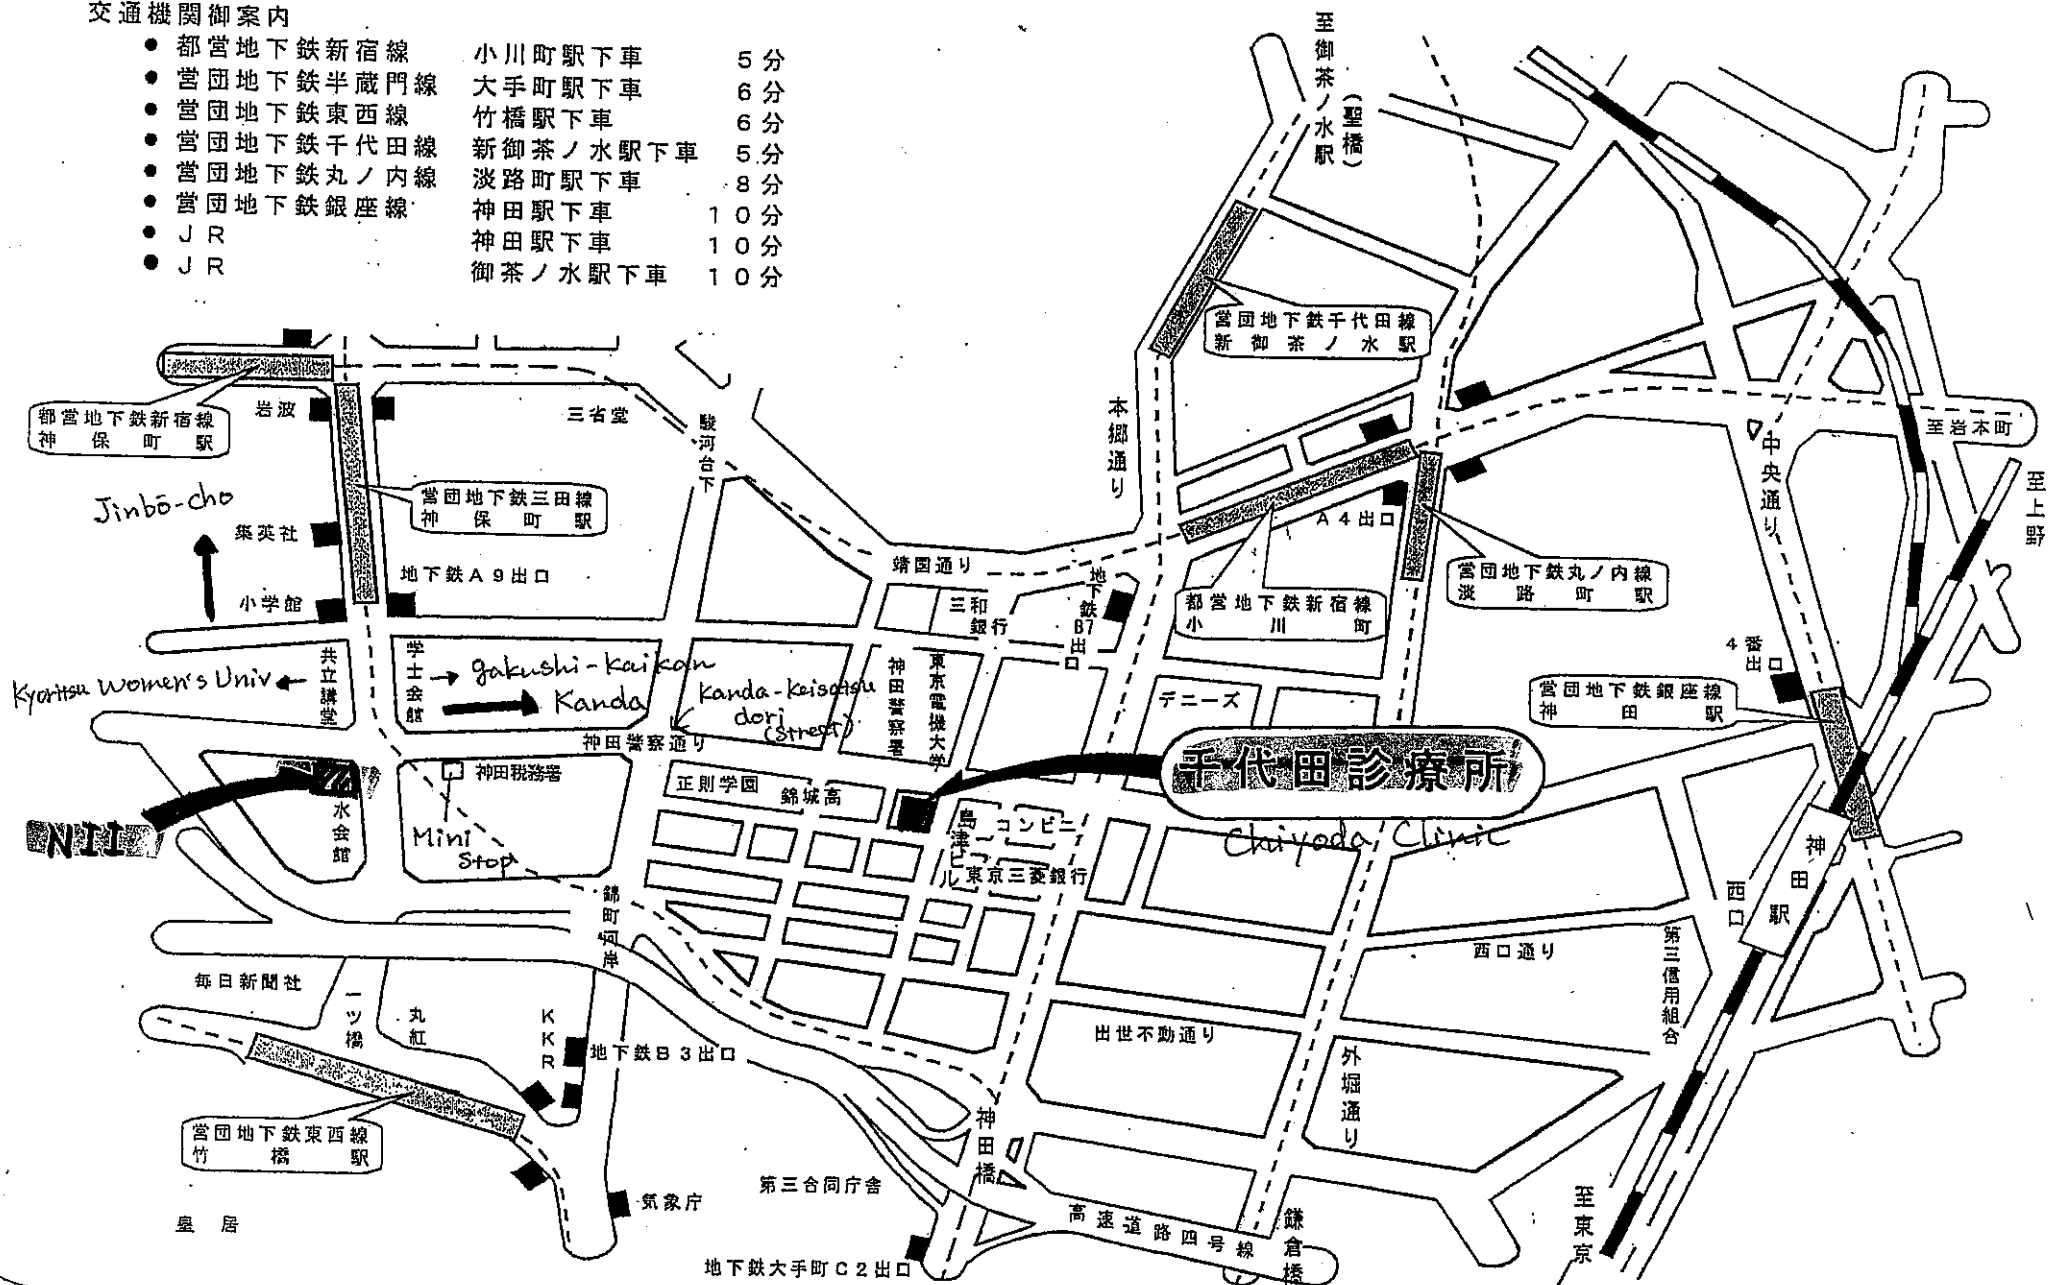 交通機関御案内
● 都営地下鉄新宿線 小川町駅下車 5分
● 営団地下鉄半蔵門線 大手町駅下車 6分
● 営団地下鉄東西線 竹橋駅下車 6分
● 営団地下鉄千代田線 新御茶ノ水駅下車 5分
● 営団地下鉄丸ノ内線 淡路町駅下車 8分
● 営団地下鉄銀座線 神田駅下車 10分
● JR 神田駅下車 10分
● JR 御茶ノ水駅下車 10分
至御茶ノ水駅
(聖橋)
営団地下鉄千代田線
新御茶ノ水駅
都営地下鉄新宿線
神保町駅
岩波
三省堂
駿河台下
本郷通り
中央通り
至岩本町
至上野
Jinbō-cho
営団地下鉄三田線
神保町駅
集英社
地下鉄A9出口
小学館
靖国通り
三和
銀行
地下鉄B7出口
A4出口
都営地下鉄新宿線
小川町
営団地下鉄丸ノ内線
淡路町駅
4番
出口
営団地下鉄銀座線
神田駅
Kyoritsu Women's Univ
共立講堂
学士会館
gakushi-kaikan
Kanda
Kanda-keisatsu
dori
(street)
神田警察署
東京電機大学
デニーズ
神田警察通り
千代田診療所
Chiyoda Clinic
NII
水会館
神田税務署
Mini
Stop
正則学園
錦城高
島津ビル
コンビニ
東京三菱銀行
錦町河岸
神田駅
西口
西口通り
第三信用組合
毎日新聞社
一ツ橋
丸紅
KKR
地下鉄B3出口
出世不動通り
外堀通り
営団地下鉄東西線
竹橋駅
神田橋
第三合同庁舎
気象庁
皇居
高速道路四号線
鎌倉橋
至東京
地下鉄大手町C2出口